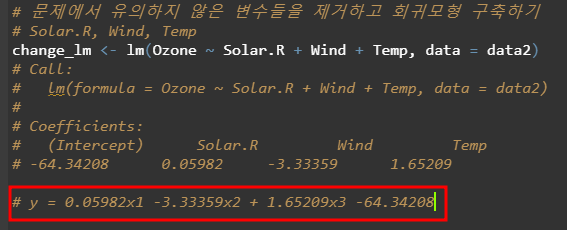 # 문제에서 유의하지 않은 변수들을 제거하고 회귀모형 구축하기
# Solar.R, Wind, Temp
change_lm <- lm(Ozone ~ Solar.R + Wind + Temp, data = data2)
# Call:
#   lm(formula = Ozone ~ Solar.R + Wind + Temp, data = data2)
#
# Coefficients:
#   (Intercept)      Solar.R         Wind         Temp
# -64.34208      0.05982     -3.33359      1.65209
# y = 0.05982x1 -3.33359x2 + 1.65209x3 -64.34208